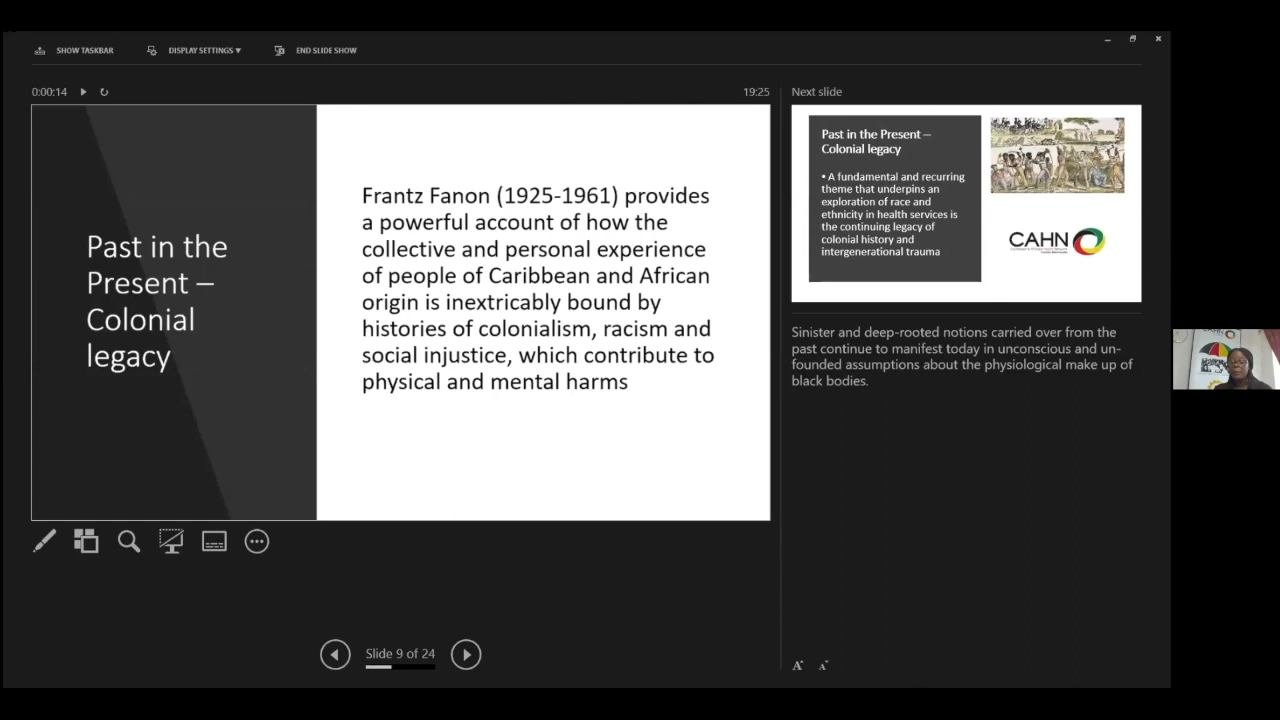 SHOW TASKBAR
DISPLAY SETTINGS ▼
END SLIDE SHOW
0:00:14
19:25
Past in the
Present –
Colonial
legacy
Frantz Fanon (1925-1961) provides
a powerful account of how the
collective and personal experience
of people of Caribbean and African
origin is inextricably bound by
histories of colonialism, racism and
social injustice, which contribute to
physical and mental harms
Slide 9 of 24
Next slide
Past in the Present –
Colonial legacy
• A fundamental and recurring
theme that underpins an
exploration of race and
ethnicity in health services is
the continuing legacy of
colonial history and
intergenerational trauma
CAHN
Sinister and deep-rooted notions carried over from the
past continue to manifest today in unconscious and un-
founded assumptions about the physiological make up of
black bodies.
A A